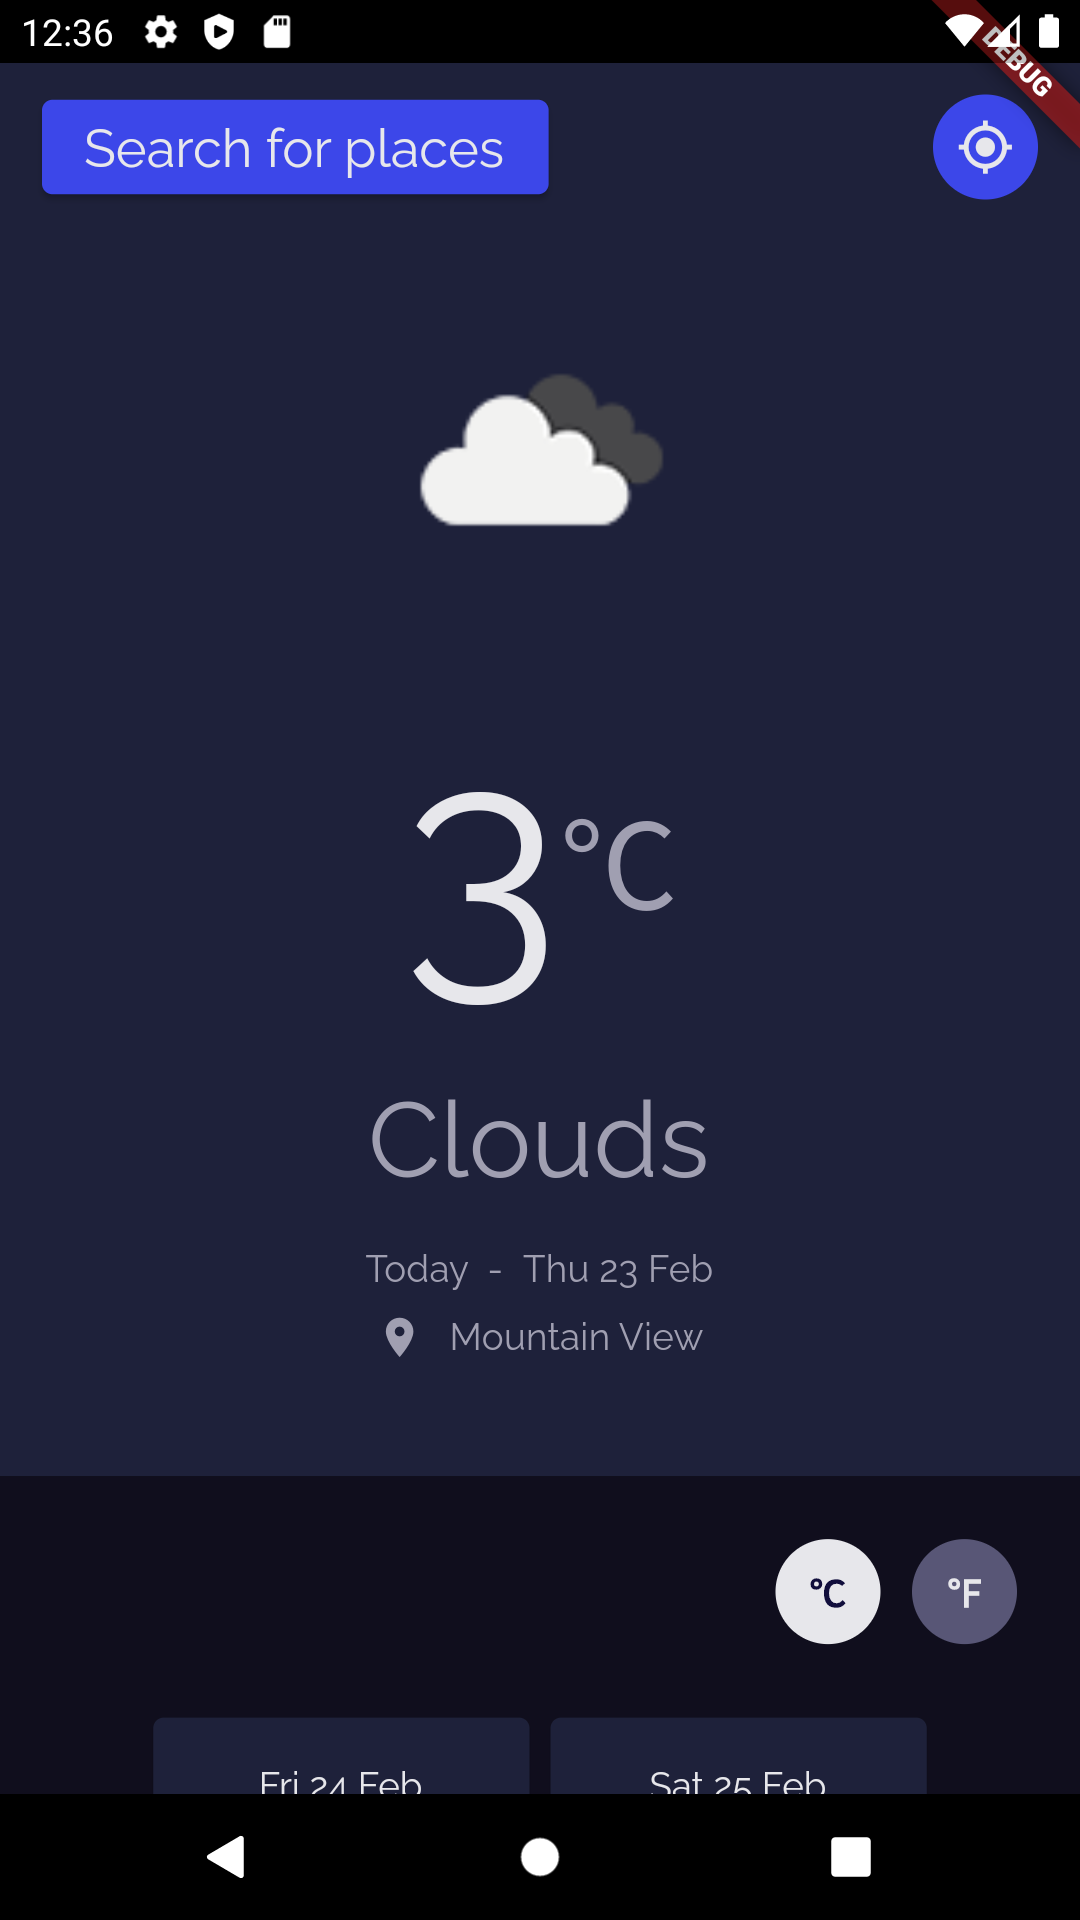 12:36
DEBUG
Search for places
3°C
Clouds
Today - Thu 23 Feb
Mountain View
°C °F
Fri 24 Feb Sat 25 Feb